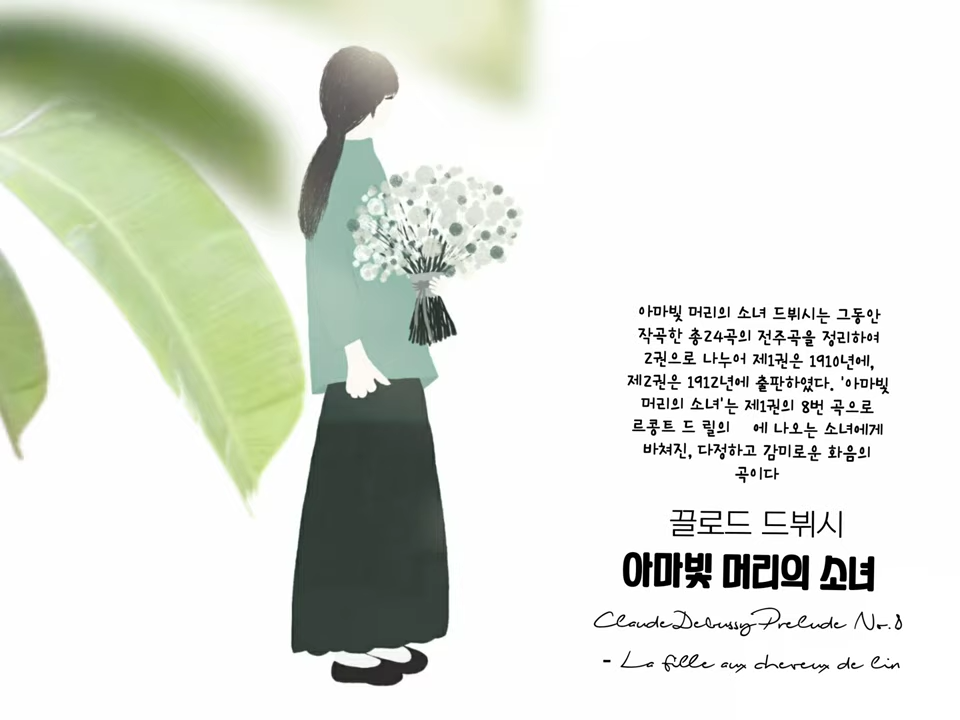 아마빛 머리의 소녀 드뷔시는 그동안
작곡한 총24곡의 전주곡을 정리하여
2권으로 나누어 제1권은 1910년에,
제2권은 1912년에 출판하였다. '아마빛
머리의 소녀'는 제1권의 8번 곡으로
르콩트 드 릴의 에 나오는 소녀에게
바쳐진, 다정하고 감미로운 화음의
곡이다
끌로드 드뷔시
아마빛 머리의 소녀
Claude Debussy Prelude No.8
- La fille aux cheveux de lin